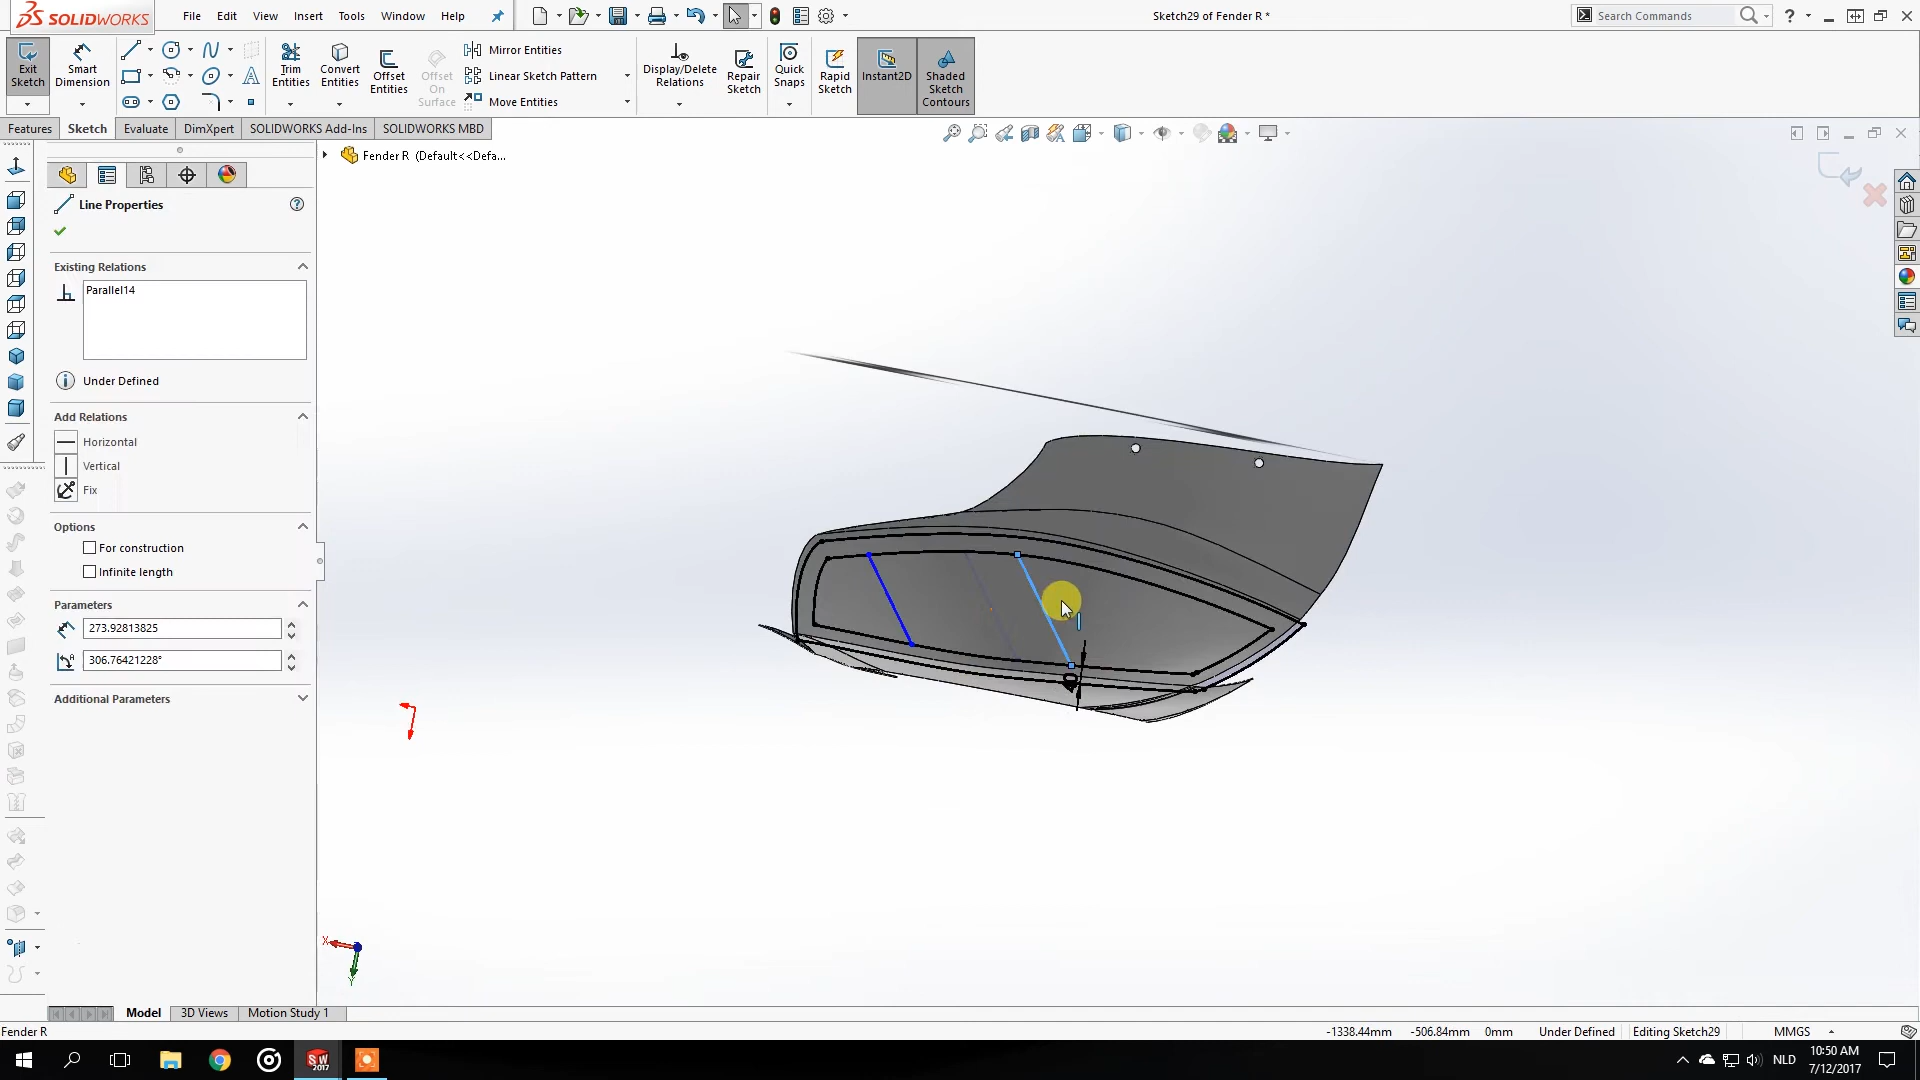 SOLIDWORKS
File Edit View Insert Tools Window Help
Sketch29 of Fender R *
Search Commands
Exit Sketch
Smart Dimension
Trim Entities
Convert Entities
Offset Entities
Offset On Surface
Mirror Entities
Linear Sketch Pattern
Move Entities
Display/Delete Relations
Repair Sketch
Quick Snaps
Rapid Sketch
Instant2D
Shaded Sketch Contours
Features Sketch Evaluate DimXpert SOLIDWORKS Add-Ins SOLIDWORKS MBD
Fender R (Default<<Defa...
Line Properties
Existing Relations
Parallel14
Under Defined
Add Relations
Horizontal
Vertical
Fix
Options
For construction
Infinite length
Parameters
273.92813825
306.76421228°
Additional Parameters
X
Y
Model 3D Views Motion Study 1
Fender R
-1338.44mm -506.84mm 0mm Under Defined Editing Sketch29 MMGS
SW 2017
NLD
10:50 AM
7/12/2017